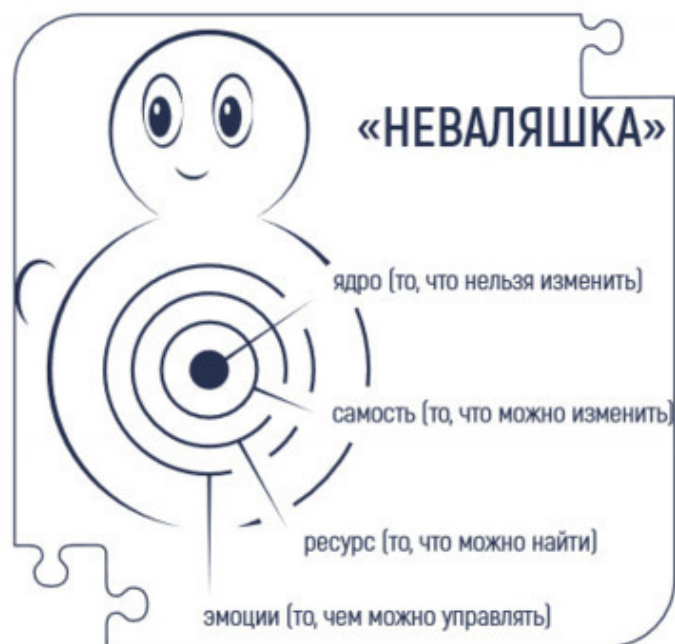 «НЕВАЛЯШКА»
ядро (то, что нельзя изменить)
самость (то, что можно изменить)
ресурс (то, что можно найти)
эмоции (то, чем можно управлять)